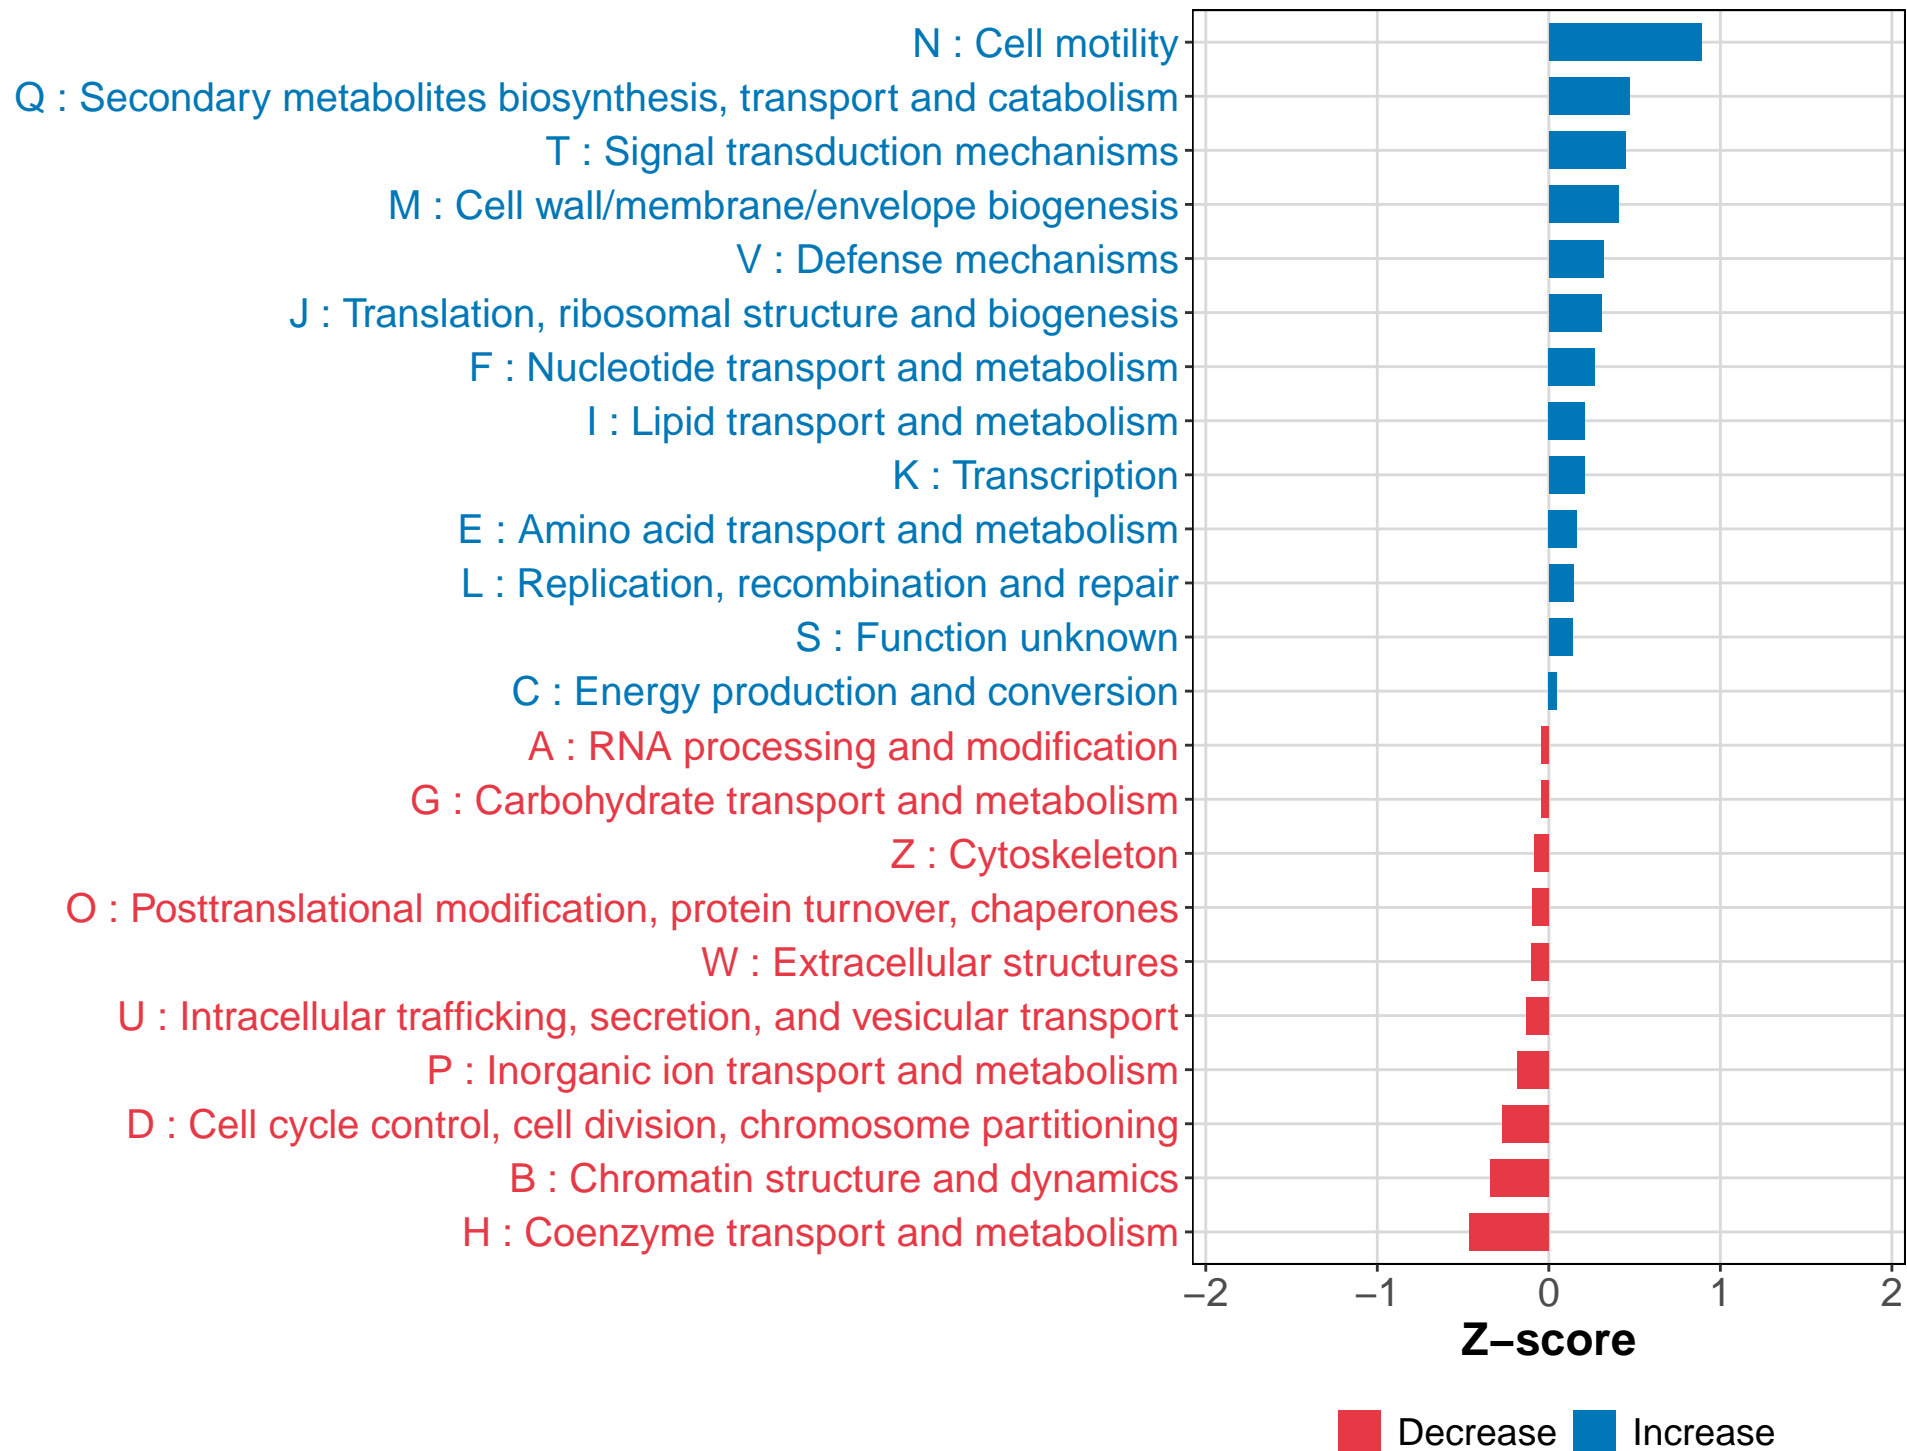 N : Cell motility
Q : Secondary metabolites biosynthesis, transport and catabolism
T : Signal transduction mechanisms
M : Cell wall/membrane/envelope biogenesis
V : Defense mechanisms
J : Translation, ribosomal structure and biogenesis
F : Nucleotide transport and metabolism
I : Lipid transport and metabolism
K : Transcription
E : Amino acid transport and metabolism
L : Replication, recombination and repair
S : Function unknown
C : Energy production and conversion
A : RNA processing and modification
G : Carbohydrate transport and metabolism
Z : Cytoskeleton
O : Posttranslational modification, protein turnover, chaperones
W : Extracellular structures
U : Intracellular trafficking, secretion, and vesicular transport
P : Inorganic ion transport and metabolism
D : Cell cycle control, cell division, chromosome partitioning
B : Chromatin structure and dynamics
H : Coenzyme transport and metabolism
−2 −1 0 1 2
Z−score
Decrease Increase